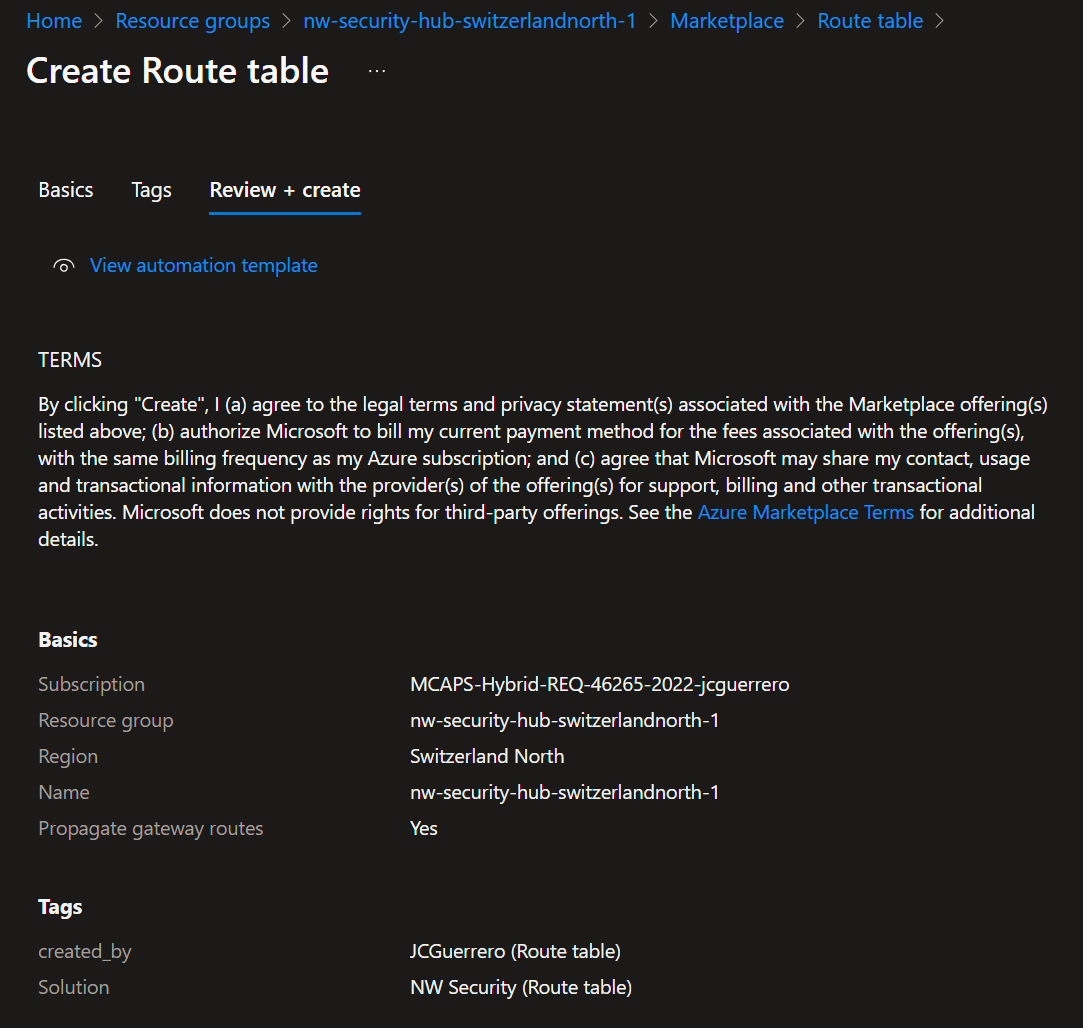 Home > Resource groups > nw-security-hub-switzerlandnorth-1 > Marketplace > Route table >
Create Route table ...
Basics Tags Review + create
View automation template
TERMS
By clicking "Create", I (a) agree to the legal terms and privacy statement(s) associated with the Marketplace offering(s)
listed above; (b) authorize Microsoft to bill my current payment method for the fees associated with the offering(s),
with the same billing frequency as my Azure subscription; and (c) agree that Microsoft may share my contact, usage
and transactional information with the provider(s) of the offering(s) for support, billing and other transactional
activities. Microsoft does not provide rights for third-party offerings. See the Azure Marketplace Terms for additional
details.
Basics
Subscription MCAPS-Hybrid-REQ-46265-2022-jcguerrero
Resource group nw-security-hub-switzerlandnorth-1
Region Switzerland North
Name nw-security-hub-switzerlandnorth-1
Propagate gateway routes Yes
Tags
created_by JCGuerrero (Route table)
Solution NW Security (Route table)